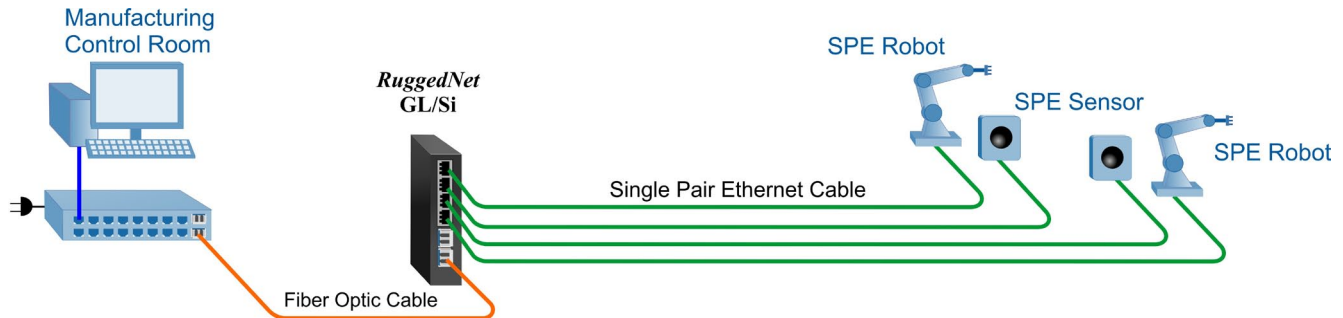 Manufacturing
Control Room
RuggedNet
GL/Si
SPE Robot
SPE Sensor
SPE Robot
Single Pair Ethernet Cable
Fiber Optic Cable